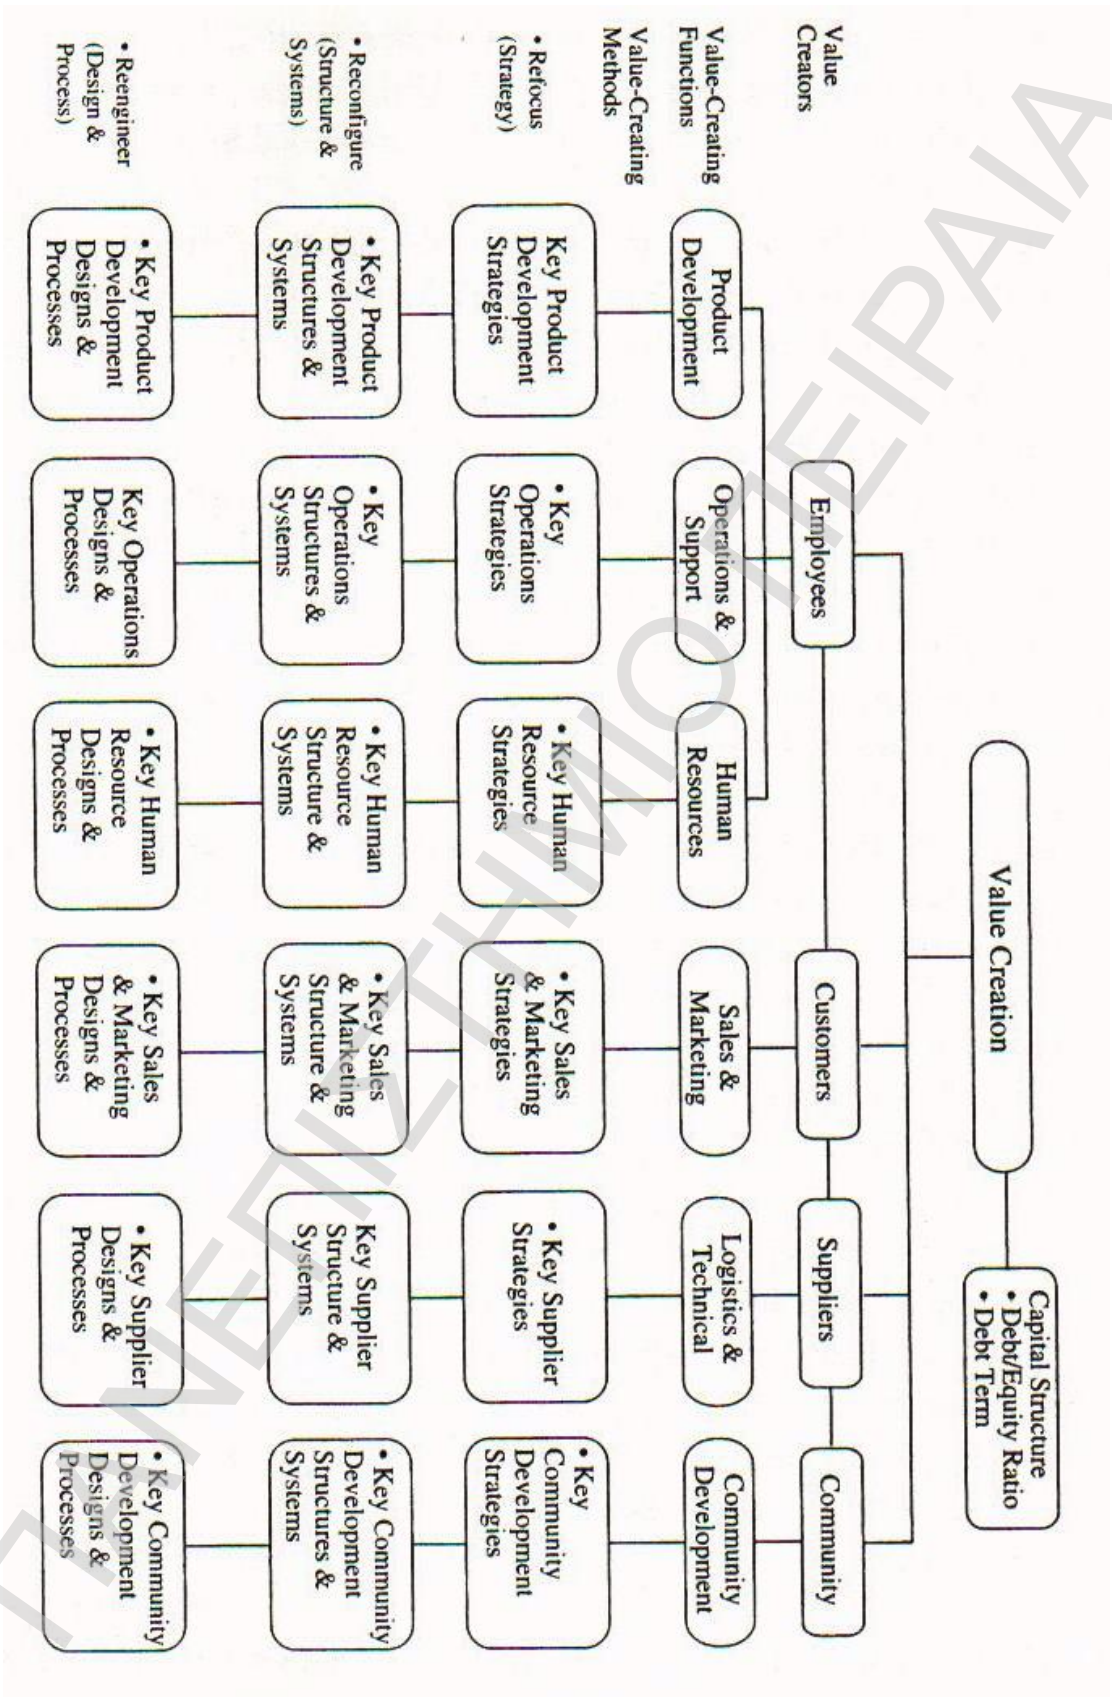 Value Creation
Capital Structure
• Debt/Equity Ratio
• Debt Term
Value
Creators
Employees
Customers
Suppliers
Community
Value-Creating
Functions
Product
Development
Operations &
Support
Human
Resources
Sales &
Marketing
Logistics &
Technical
Community
Development
Value-Creating
Methods
• Refocus
(Strategy)
Key Product
Development
Strategies
• Key
Operations
Strategies
• Key Human
Resource
Strategies
• Key Sales
& Marketing
Strategies
• Key Supplier
Strategies
• Key
Community
Development
Strategies
• Reconfigure
(Structure &
Systems)
• Key Product
Development
Structures &
Systems
• Key
Operations
Structures &
Systems
• Key Human
Resource
Structure &
Systems
• Key Sales
& Marketing
Structure &
Systems
Key Supplier
Structure &
Systems
• Key Community
Development
Structures &
Systems
• Reengineer
(Design &
Process)
• Key Product
Development
Designs &
Processes
Key Operations
Designs &
Processes
• Key Human
Resource
Designs &
Processes
• Key Sales
& Marketing
Designs &
Processes
• Key Supplier
Designs &
Processes
• Key Community
Development
Designs &
Processes
ΠΑΝΕΠΙΣΤΗΜΙΟ ΠΕΙΡΑΙΑ